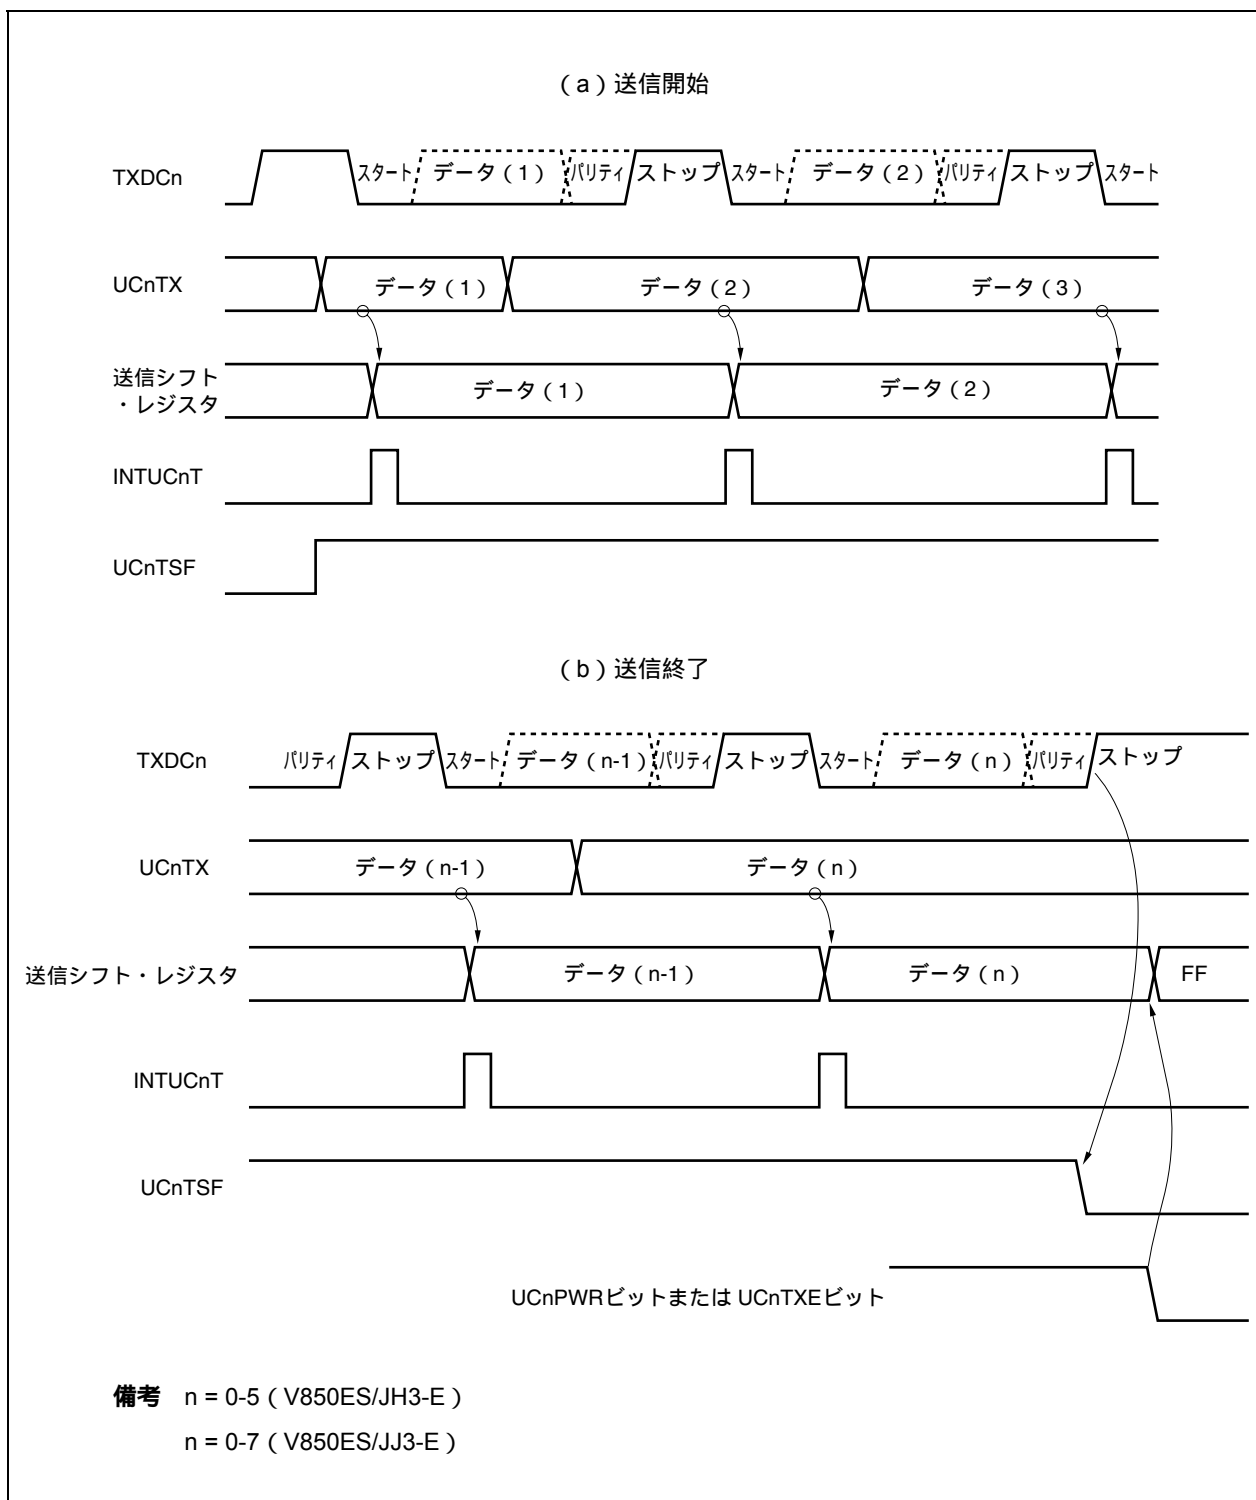 (a)送信開始
TXDCn
スタート データ(1) パリティ ストップ スタート データ(2) パリティ ストップ スタート
UCnTX
データ(1) データ(2) データ(3)
送信シフト
・レジスタ
データ(1) データ(2)
INTUCnT
UCnTSF
(b)送信終了
TXDCn
パリティ ストップ スタート データ(n-1) パリティ ストップ スタート データ(n) パリティ ストップ
UCnTX
データ(n-1) データ(n)
送信シフト・レジスタ
データ(n-1) データ(n) FF
INTUCnT
UCnTSF
UCnPWRビットまたは UCnTXEビット
備考 n = 0-5(V850ES/JH3-E)
n = 0-7(V850ES/JJ3-E)